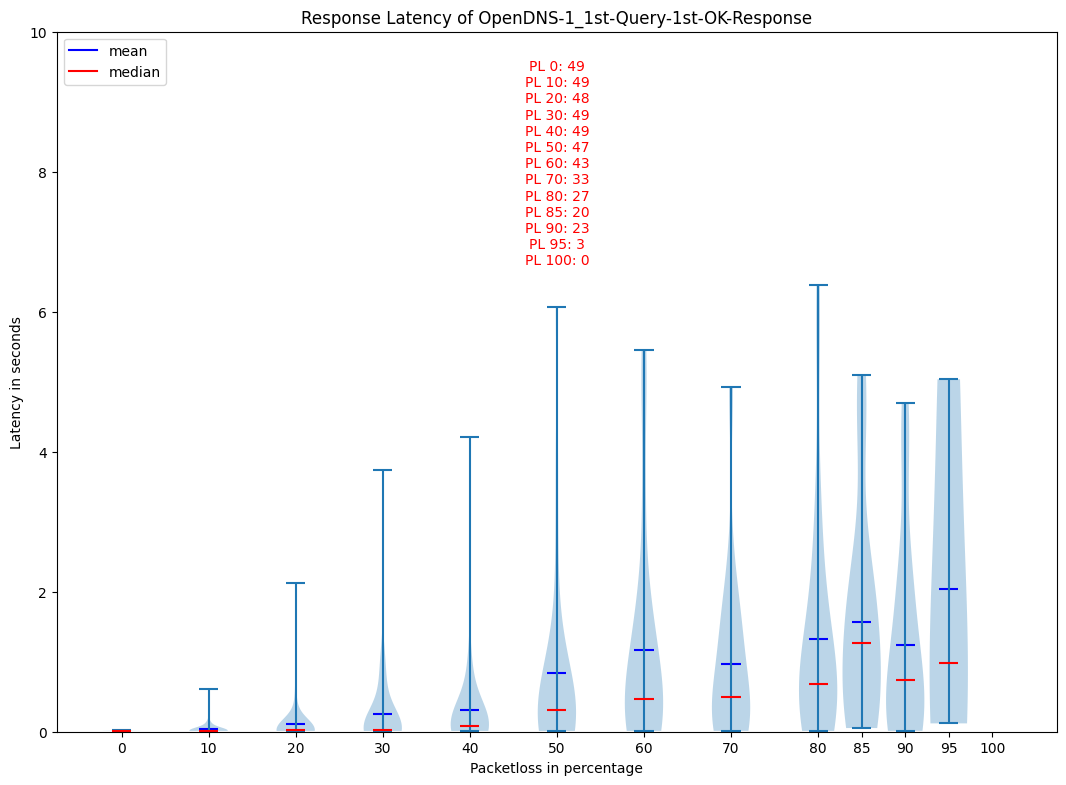 Response Latency of OpenDNS-1_1st-Query-1st-OK-Response
mean
median
PL 0: 49
PL 10: 49
PL 20: 48
PL 30: 49
PL 40: 49
PL 50: 47
PL 60: 43
PL 70: 33
PL 80: 27
PL 85: 20
PL 90: 23
PL 95: 3
PL 100: 0
Latency in seconds
10
8
6
4
2
0
0 10 20 30 40 50 60 70 80 85 90 95 100
Packetloss in percentage